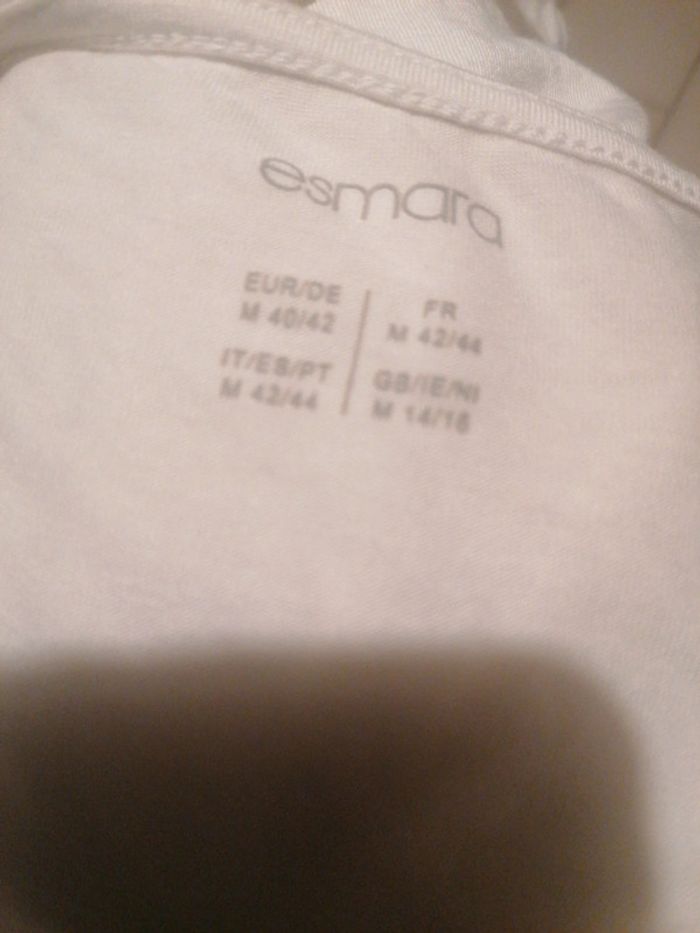 esmara
EUR/DE
M 40/42
FR
M 42/44
IT/ES/PT
M 42/44
GB/IE/NI
M 14/16